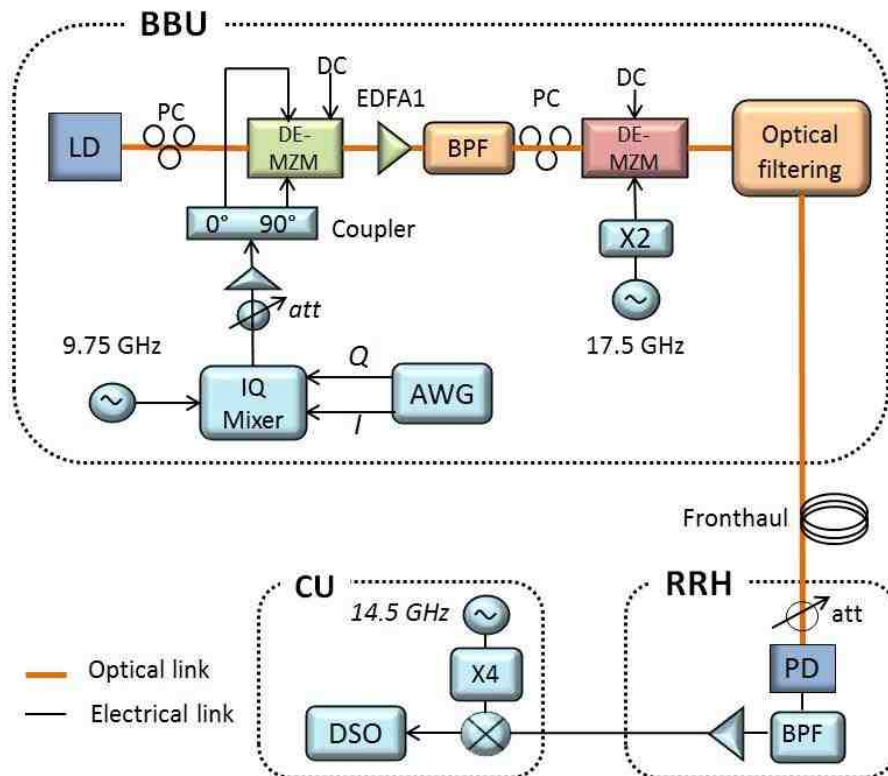 BBU
LD
PC
DC
DE-
MZM
EDFA1
BPF
PC
DC
DE-
MZM
Optical
filtering
0° 90°
Coupler
X2
att
9.75 GHz
17.5 GHz
IQ
Mixer
Q
I
AWG
Fronthaul
CU
14.5 GHz
X4
DSO
RRH
att
PD
BPF
Optical link
Electrical link